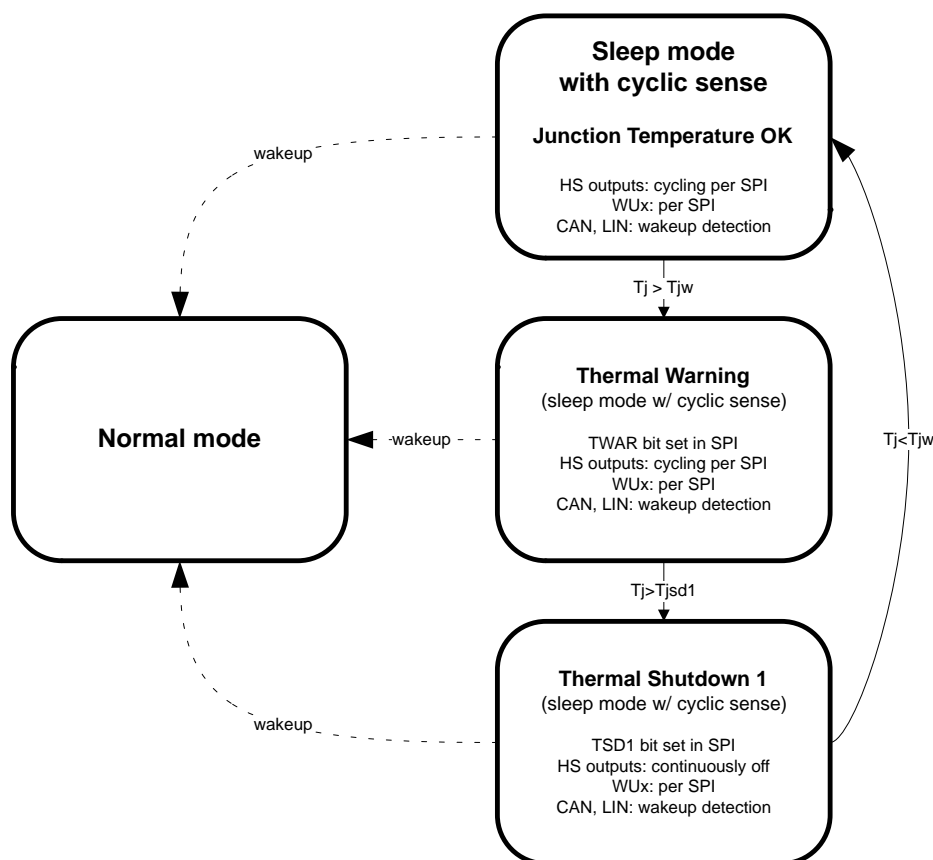 Sleep mode
with cyclic sense
Junction Temperature OK
HS outputs: cycling per SPI
WUx: per SPI
CAN, LIN: wakeup detection
wakeup
Tj > Tjw
Thermal Warning
(sleep mode w/ cyclic sense)
TWAR bit set in SPI
HS outputs: cycling per SPI
WUx: per SPI
CAN, LIN: wakeup detection
Normal mode
wakeup
Tj<Tjw
Tj>Tjsd1
Thermal Shutdown 1
(sleep mode w/ cyclic sense)
TSD1 bit set in SPI
HS outputs: continuously off
WUx: per SPI
CAN, LIN: wakeup detection
wakeup